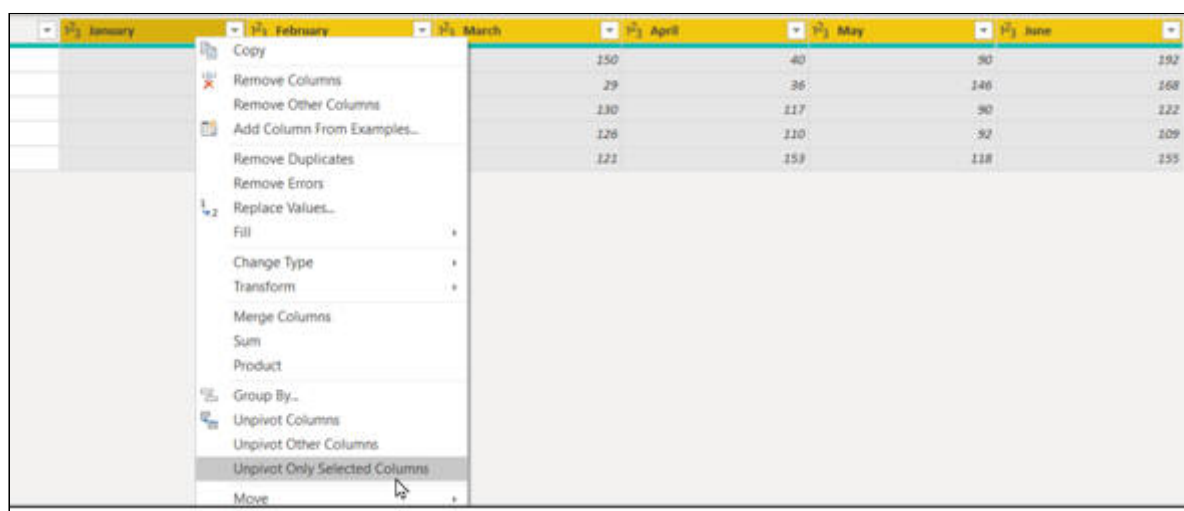 January February March April May June
Copy
150 40 90 192
Remove Columns
29 36 146 168
Remove Other Columns
130 117 90 122
Add Column From Examples...
126 110 92 109
Remove Duplicates
121 153 118 155
Remove Errors
Replace Values...
Fill
Change Type
Transform
Merge Columns
Sum
Product
Group By...
Unpivot Columns
Unpivot Other Columns
Unpivot Only Selected Columns
Move